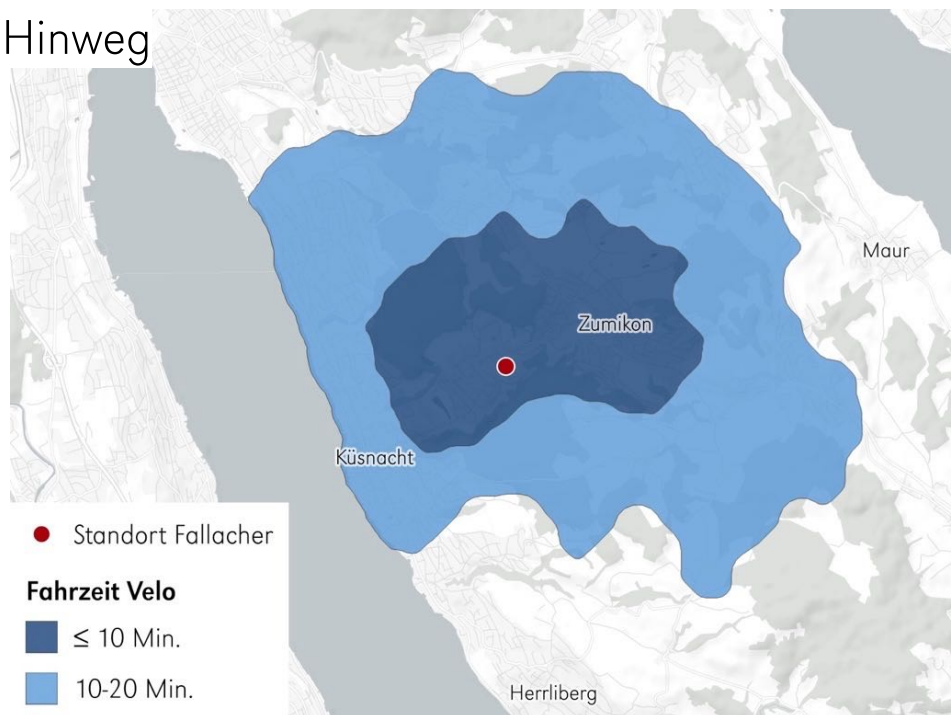 Hinweg
Maur
Zumikon
Küsnacht
Standort Fallacher
Fahrzeit Velo
≤ 10 Min.
10-20 Min.
Herrliberg